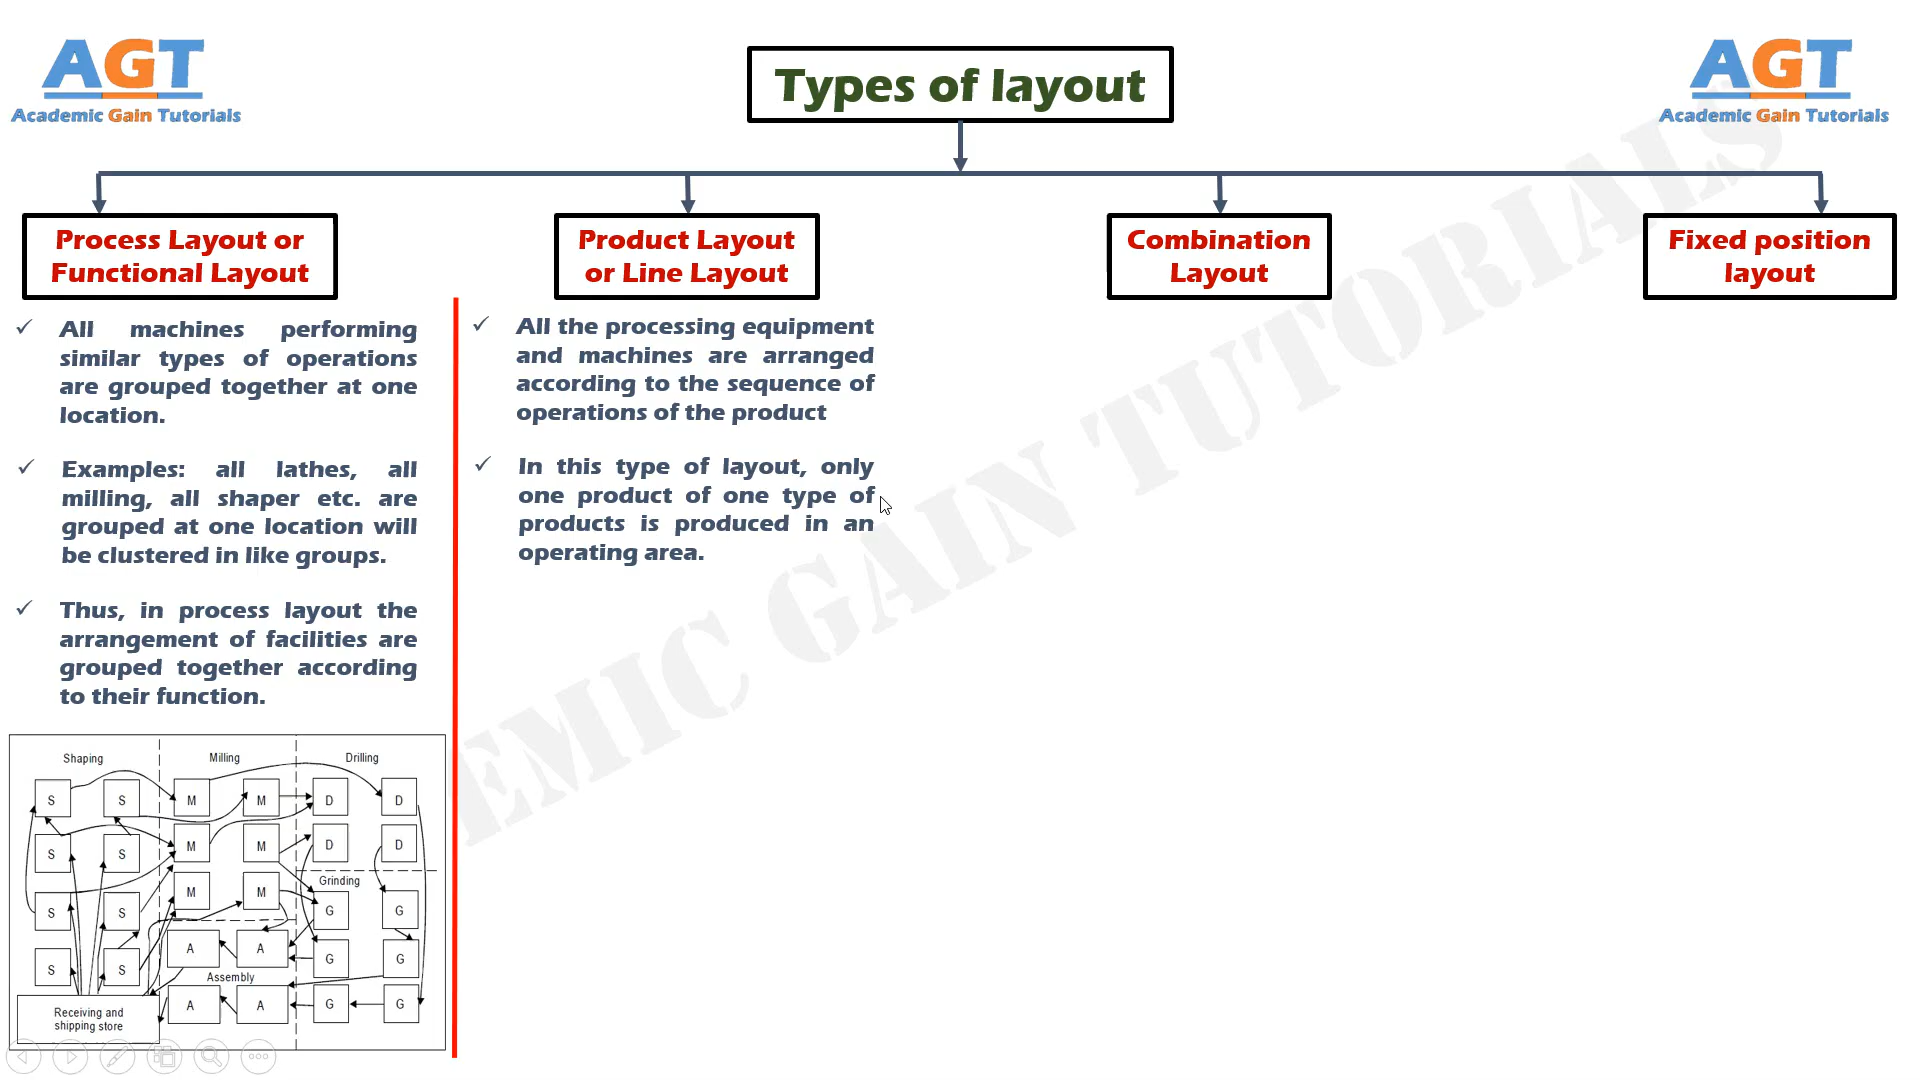 AGT
Academic Gain Tutorials
Types of layout
AGT
Academic Gain Tutorials
Process Layout or
Functional Layout
Product Layout
or Line Layout
Combination
Layout
Fixed position
layout
All machines performing
similar types of operations
are grouped together at one
location.
Examples: all lathes, all
milling, all shaper etc. are
grouped at one location will
be clustered in like groups.
Thus, in process layout the
arrangement of facilities are
grouped together according
to their function.
All the processing equipment
and machines are arranged
according to the sequence of
operations of the product
In this type of layout, only
one product of one type of
products is produced in an
operating area.
Shaping Milling Drilling
S S M M D D
S S M M D D
M M
Grinding
S S G G
A A G G
S S
Assembly
A A G G
Receiving and
shipping store
EMIC GAIN TUTORIALS